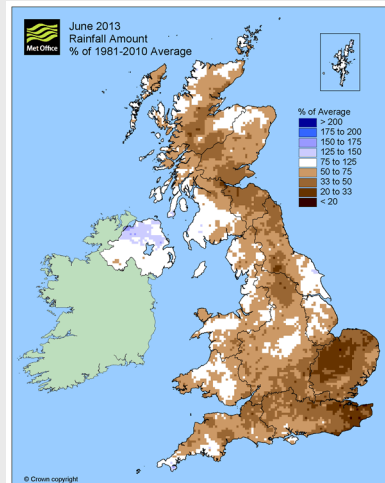 Met Office
June 2013
Rainfall Amount
% of 1981-2010 Average
% of Average
> 200
175 to 200
150 to 175
125 to 150
75 to 125
50 to 75
33 to 50
20 to 33
< 20
© Crown copyright